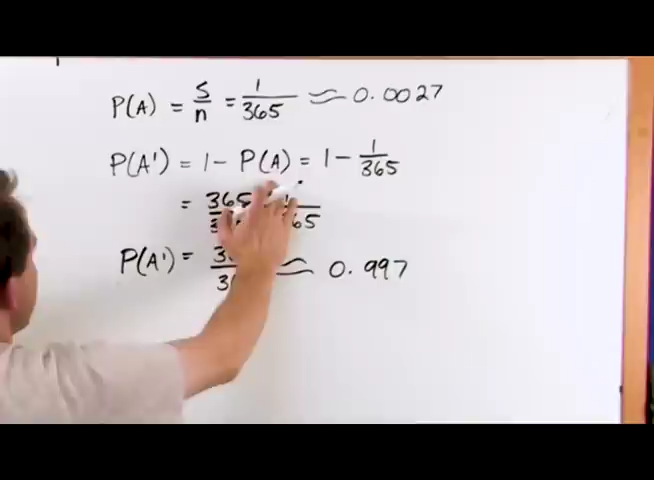 P(A) = S/n = 1/365 ≈ 0.0027
P(A') = 1 - P(A) = 1 - 1/365
= 365
P(A') = ≈ 0.997